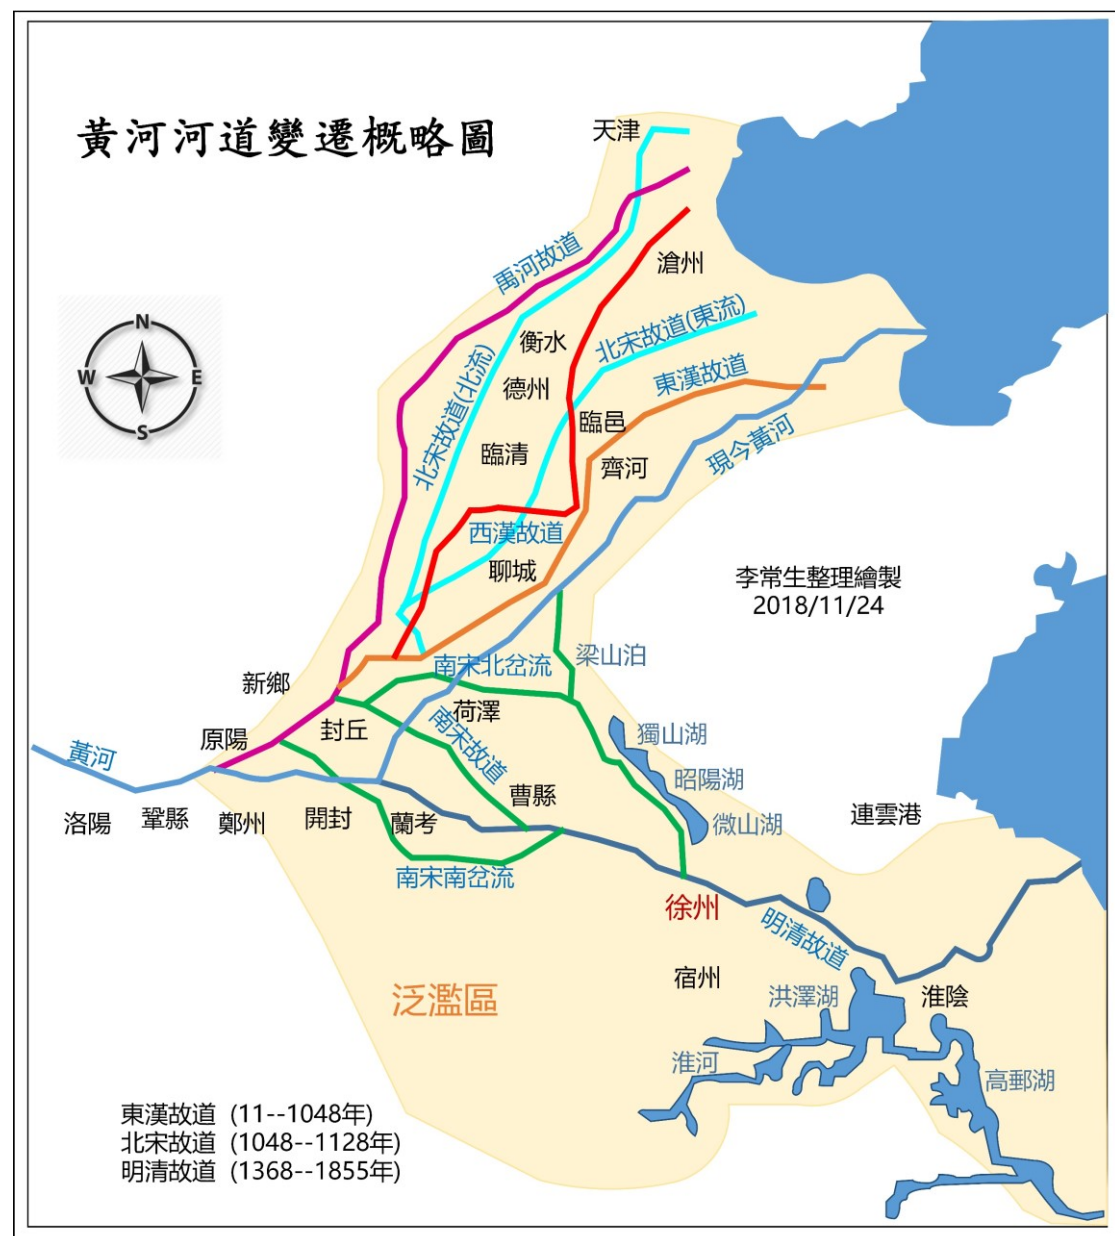 黃河河道變遷概略圖
天津
禹河故道
滄州
N
W
E
S
衡水
北宋故道(東流)
北宋故道(北流)
德州
東漢故道
臨邑
臨清
齊河
現今黃河
西漢故道
聊城
李常生整理繪製
2018/11/24
南宋北岔流
梁山泊
新鄉
荷澤
封丘
南宋故道
原陽
黃河
獨山湖
昭陽湖
曹縣
微山湖
連雲港
洛陽
鞏縣
鄭州
開封
蘭考
南宋南岔流
徐州
明清故道
宿州
泛濫區
洪澤湖
淮陰
淮河
高郵湖
東漢故道 (11--1048年)
北宋故道 (1048--1128年)
明清故道 (1368--1855年)